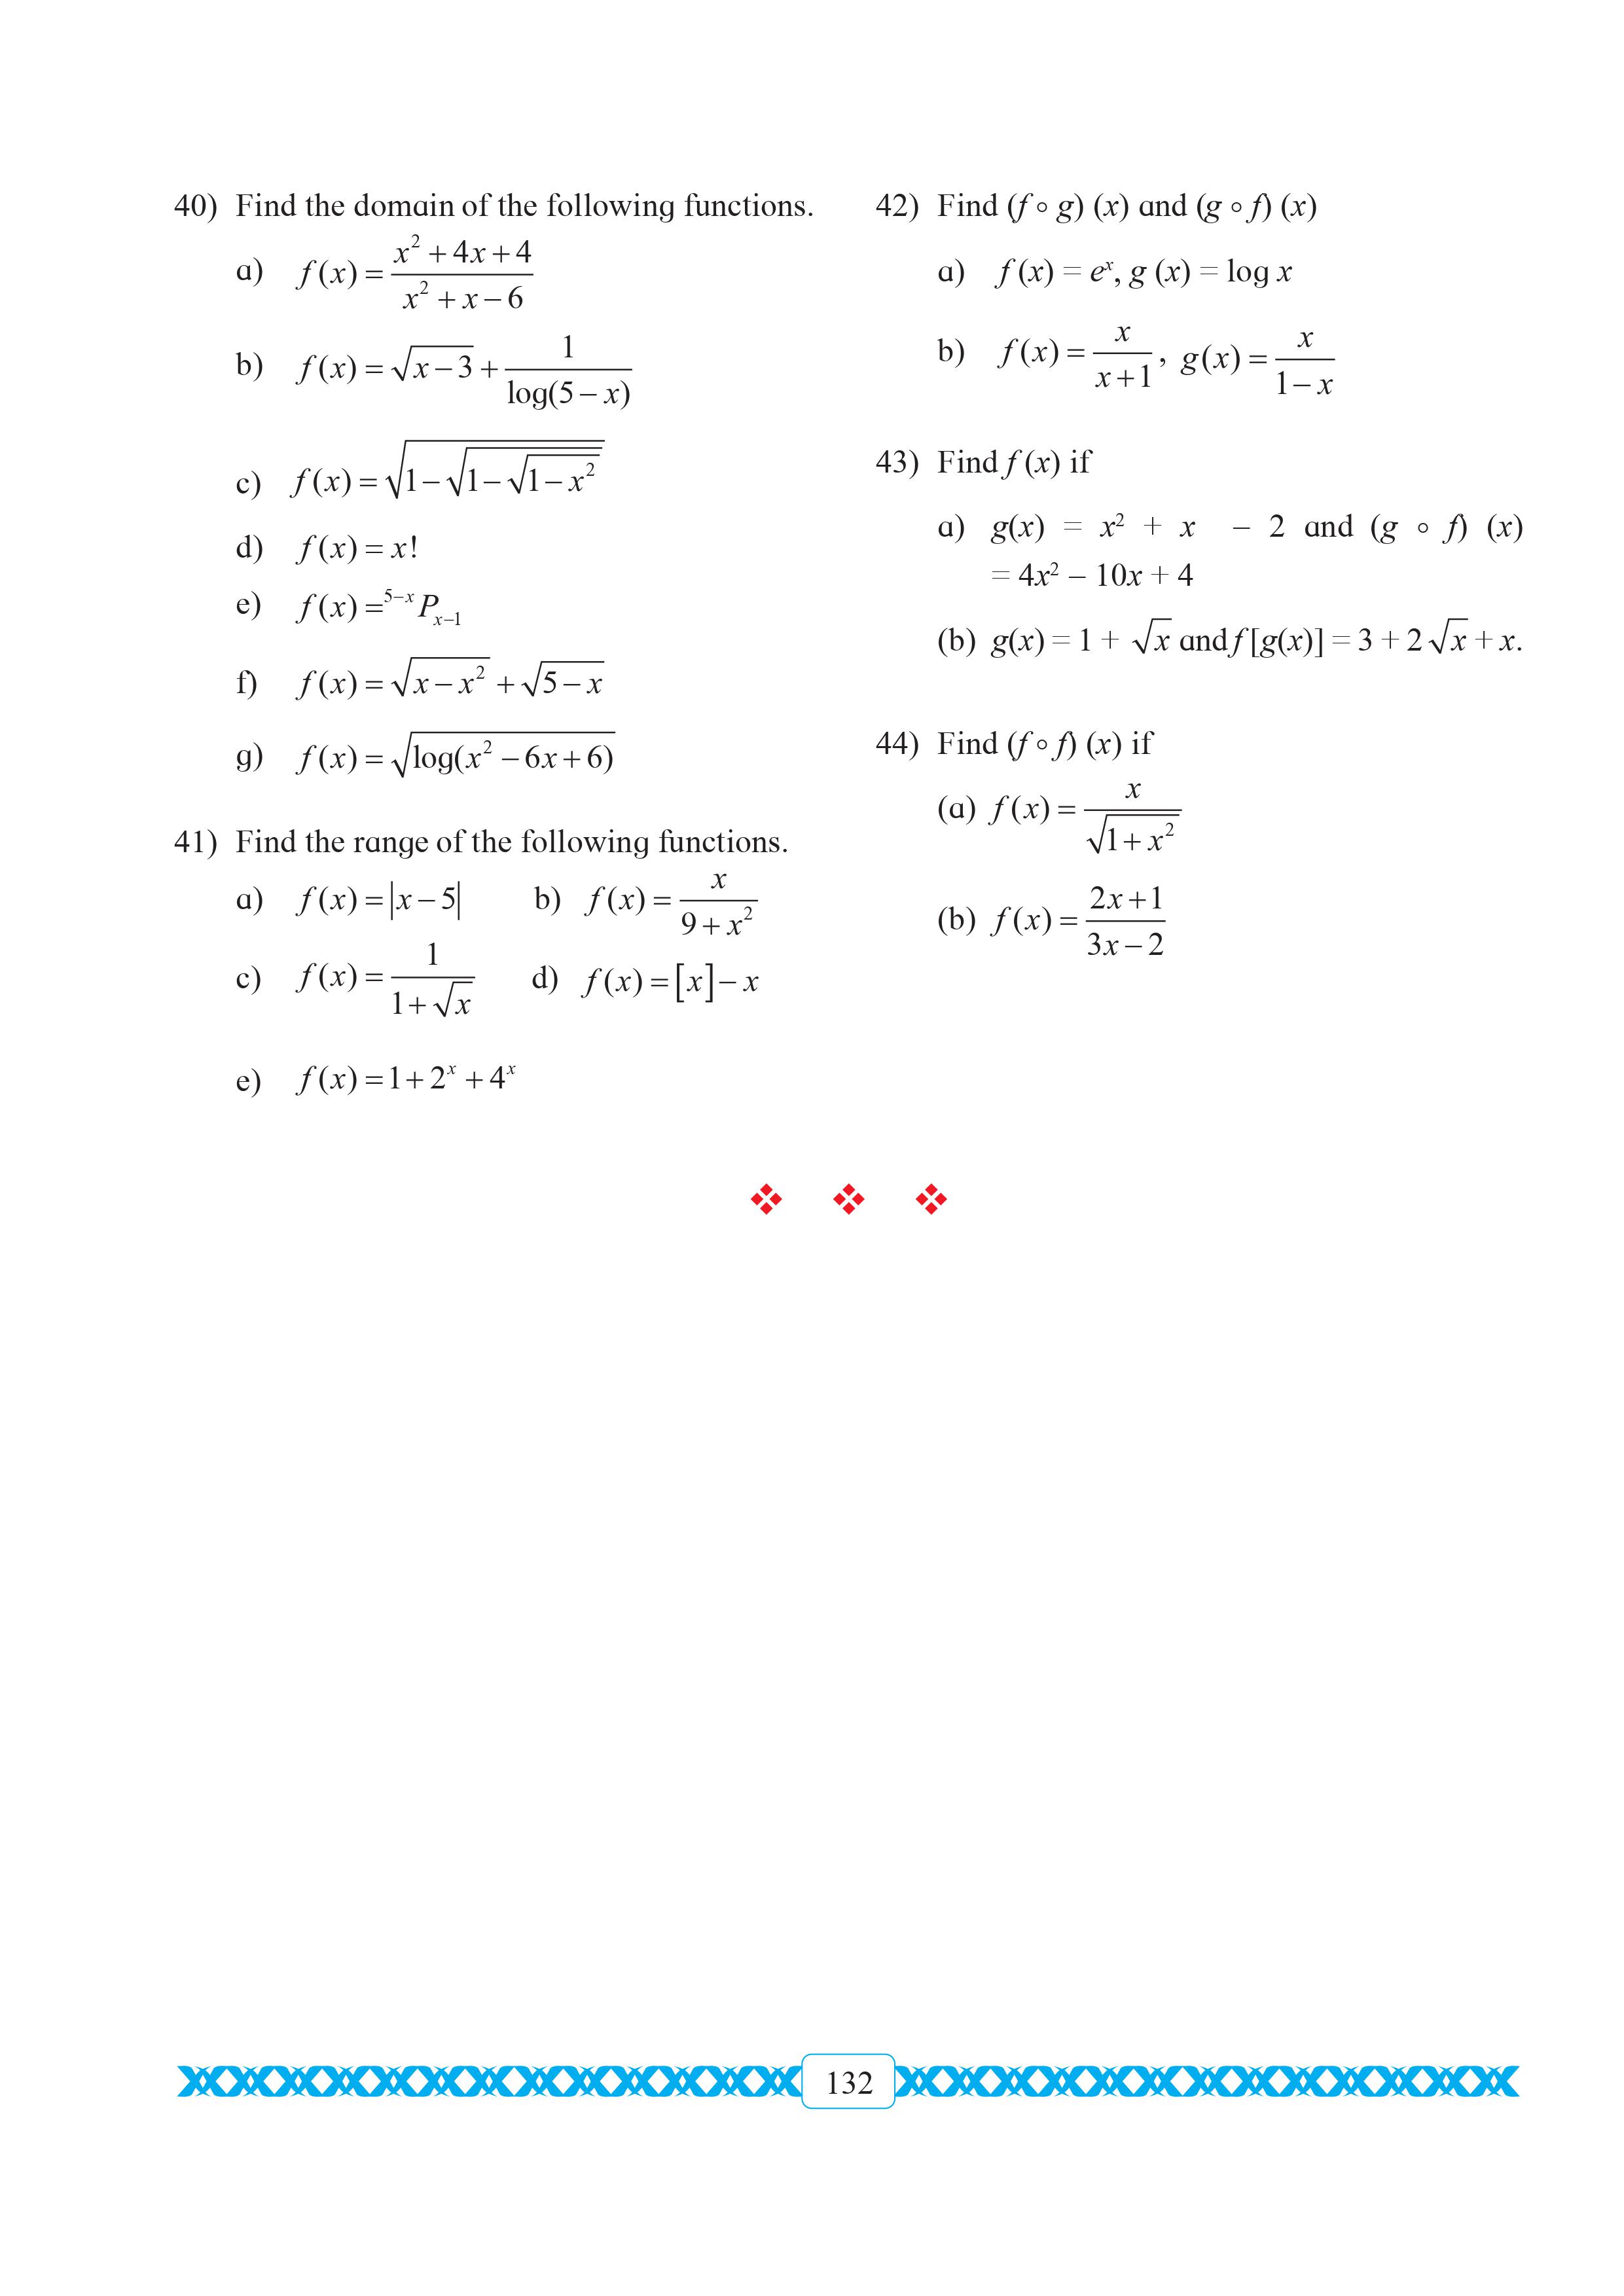 40) Find the domain of the following functions.
a) f(x) = \frac{x^2 + 4x + 4}{x^2 + x − 6}
b) f(x) = \sqrt{x − 3} + \frac{1}{\log(5 − x)}
c) f(x) = \sqrt{1 − \sqrt{1 − \sqrt{1 − x^2}}}
d) f(x) = x!
e) f(x) = ^{5−x}P_{x−1}
f) f(x) = \sqrt{x − x^2} + \sqrt{5 − x}
g) f(x) = \sqrt{\log(x^2 − 6x + 6)}
41) Find the range of the following functions.
a) f(x) = |x − 5| b) f(x) = \frac{x}{9 + x^2}
c) f(x) = \frac{1}{1 + \sqrt{x}} d) f(x) = [x] − x
e) f(x) = 1 + 2^x + 4^x
42) Find (f ∘ g) (x) and (g ∘ f) (x)
a) f (x) = e^x, g (x) = log x
b) f(x) = \frac{x}{x + 1}, g(x) = \frac{x}{1 − x}
43) Find f (x) if
a) g(x) = x^2 + x − 2 and (g ∘ f) (x)
= 4x^2 – 10x + 4
(b) g(x) = 1 + \sqrt{x} and f [g(x)] = 3 + 2\sqrt{x} + x.
44) Find (f ∘ f) (x) if
(a) f(x) = \frac{x}{\sqrt{1 + x^2}}
(b) f(x) = \frac{2x + 1}{3x − 2}
132